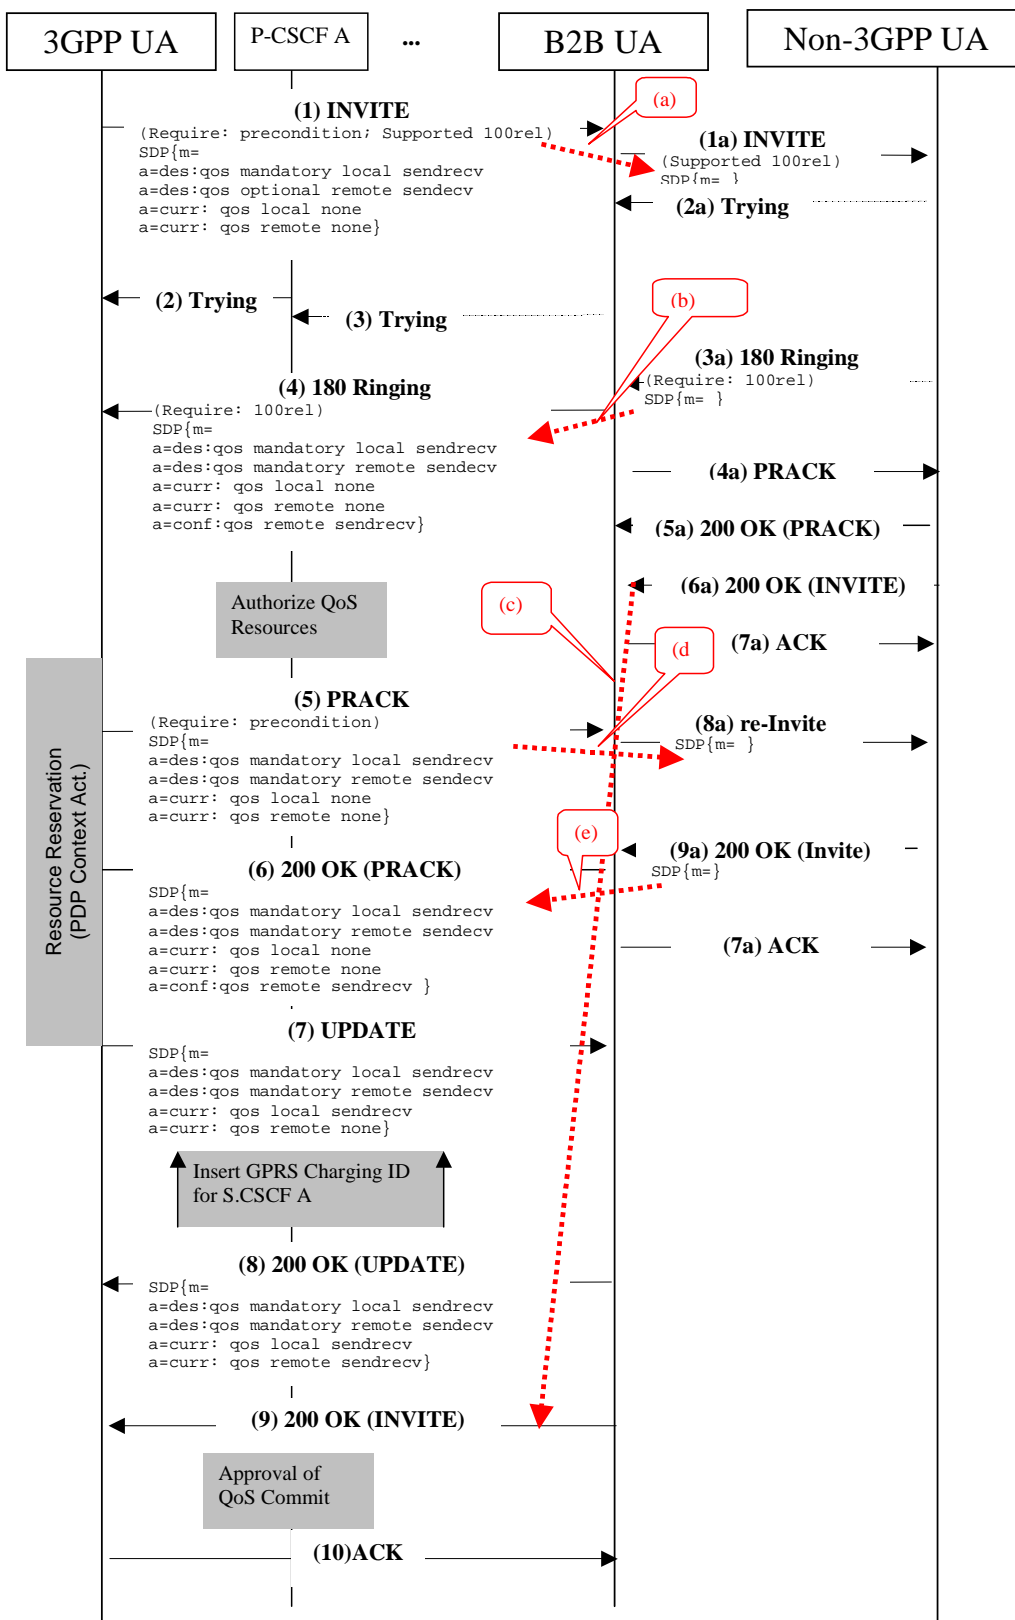 3GPP UA
P-CSCF A
...
B2B UA
Non-3GPP UA
(a)
(1) INVITE
(Require: precondition; Supported 100rel)
SDP{m=
a=des:qos mandatory local sendrecv
a=des:qos optional remote sendecv
a=curr: qos local none
a=curr: qos remote none}
(1a) INVITE
(Supported 100rel)
SDP{m= }
(2a) Trying
(2) Trying
(3) Trying
(b)
(3a) 180 Ringing
(Require: 100rel)
SDP{m= }
(4) 180 Ringing
(Require: 100rel)
SDP{m=
a=des:qos mandatory local sendrecv
a=des:qos mandatory remote sendecv
a=curr: qos local none
a=curr: qos remote none
a=conf:qos remote sendrecv}
(4a) PRACK
(5a) 200 OK (PRACK)
(6a) 200 OK (INVITE)
Authorize QoS
Resources
(c)
(d
(7a) ACK
Resource Reservation
(PDP Context Act.)
(5) PRACK
(Require: precondition)
SDP{m=
a=des:qos mandatory local sendrecv
a=des:qos mandatory remote sendecv
a=curr: qos local none
a=curr: qos remote none}
(8a) re-Invite
SDP{m= }
(e)
(9a) 200 OK (Invite)
SDP{m=}
(6) 200 OK (PRACK)
SDP{m=
a=des:qos mandatory local sendrecv
a=des:qos mandatory remote sendecv
a=curr: qos local none
a=curr: qos remote none
a=conf:qos remote sendrecv }
(7a) ACK
(7) UPDATE
SDP{m=
a=des:qos mandatory local sendrecv
a=des:qos mandatory remote sendecv
a=curr: qos local sendrecv
a=curr: qos remote none}
Insert GPRS Charging ID
for S.CSCF A
(8) 200 OK (UPDATE)
SDP{m=
a=des:qos mandatory local sendrecv
a=des:qos mandatory remote sendecv
a=curr: qos local sendrecv
a=curr: qos remote sendrecv}
(9) 200 OK (INVITE)
Approval of
QoS Commit
(10)ACK